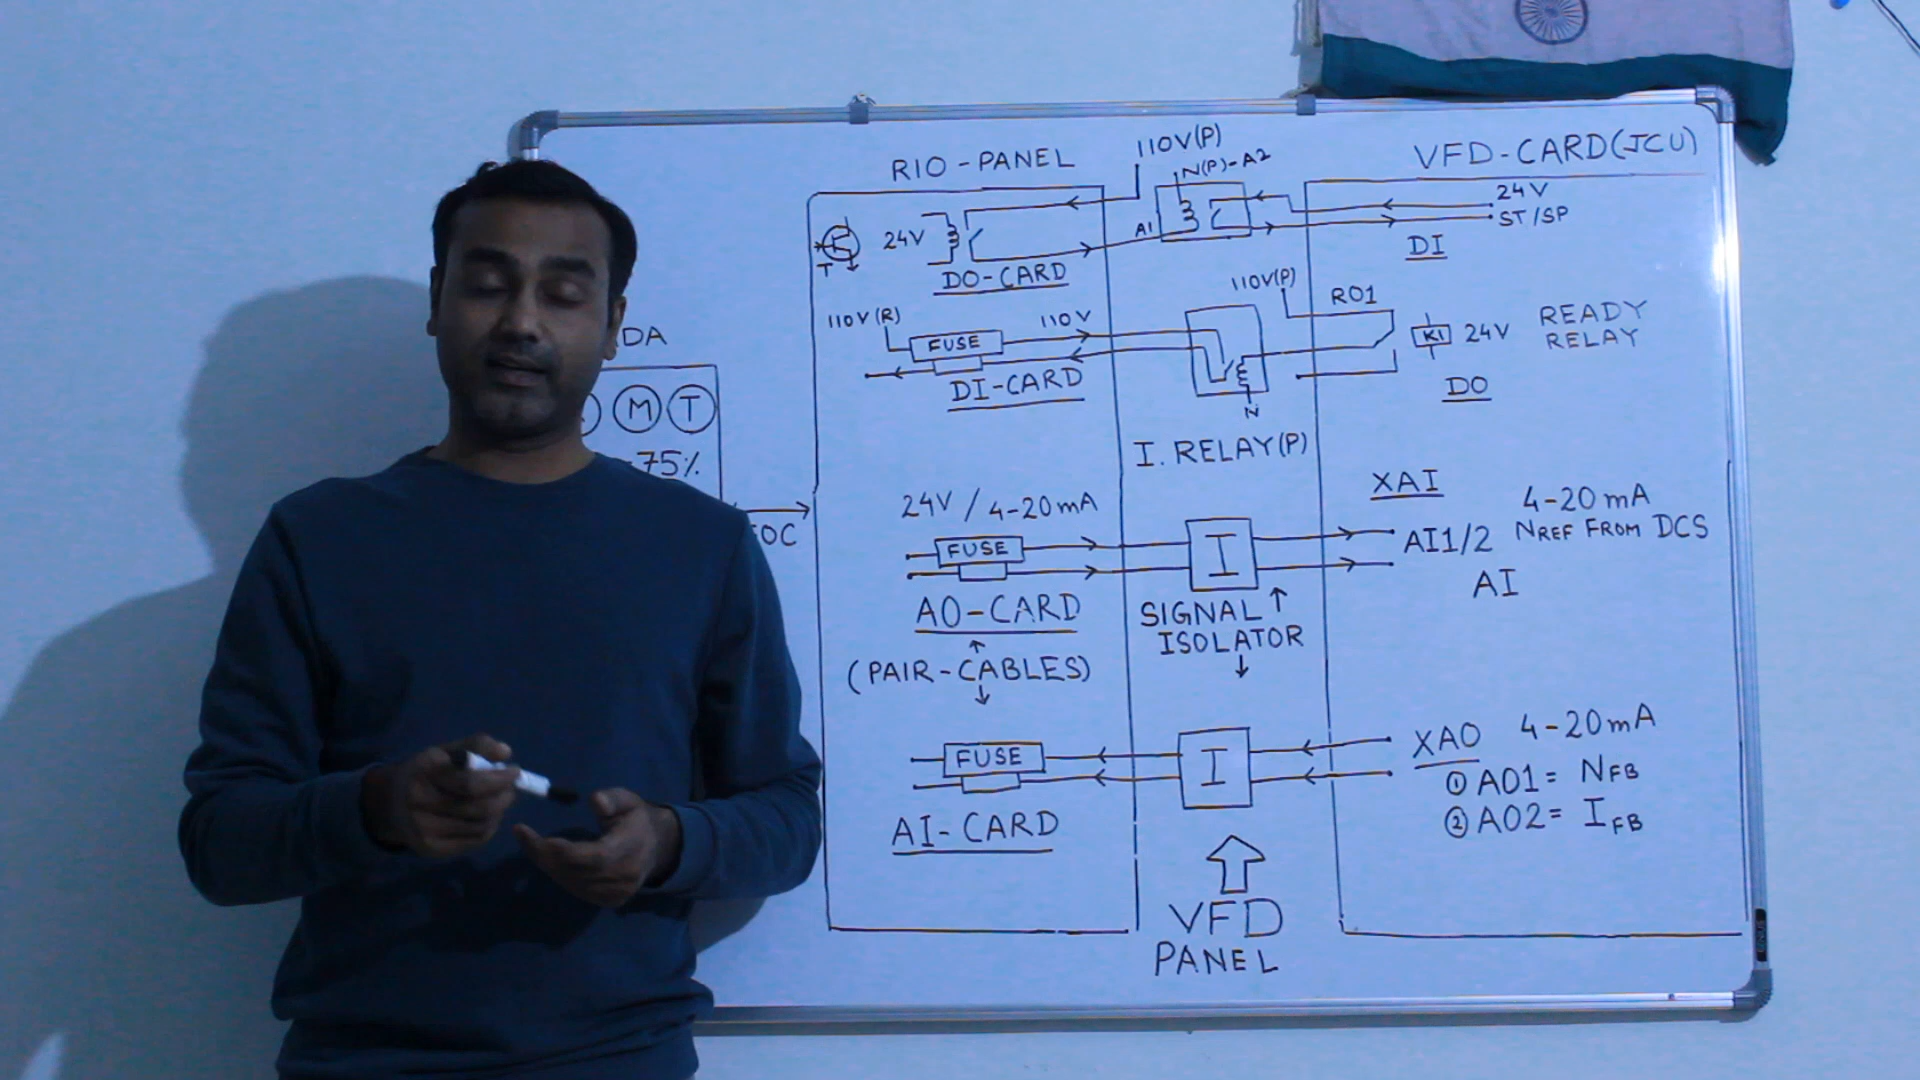 RIO-PANEL
110V(P)
N(P)-A2
VFD-CARD(JCU)
24V
ST/SP
DI
T
24V
DO-CARD
A1
110V(R)
FUSE
110V
DI-CARD
110V(P)
RO1
K1
24V
READY
RELAY
DO
N
I. RELAY(P)
DA
M
T
75%
24V / 4-20mA
FUSE
AO-CARD
(PAIR-CABLES)
I
SIGNAL
ISOLATOR
XAI
AI1/2
4-20mA
NREF FROM DCS
AI
FUSE
AI-CARD
I
XAO
4-20mA
① AO1= NFB
② AO2= IFB
VFD
PANEL